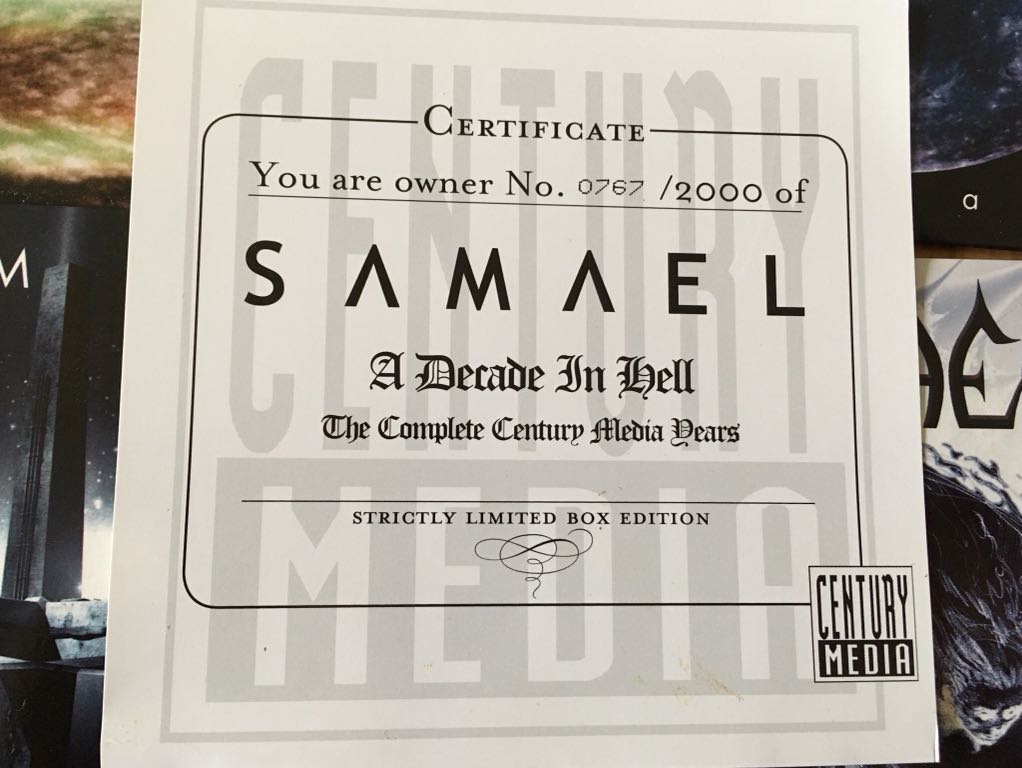 CERTIFICATE
You are owner No. 0767 /2000 of
SAMAEL
A Decade In Hell
The Complete Century Media Years
STRICTLY LIMITED BOX EDITION
CENTURY
MEDIA
CENTURY
MEDIA
M
a
AE